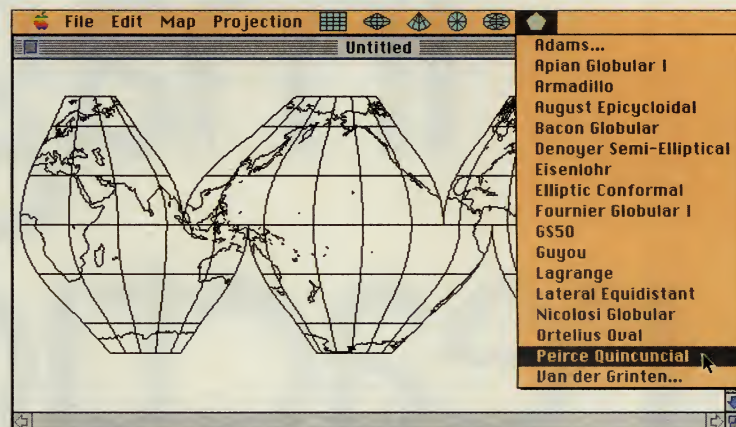 File Edit Map Projection
Untitled
Adams...
Apian Globular I
Armadillo
August Epicycloidal
Bacon Globular
Denoyer Semi-Elliptical
Eisenlohr
Elliptic Conformal
Fournier Globular I
GS50
Guyou
Lagrange
Lateral Equidistant
Nicolosi Globular
Ortelius Oval
Peirce Quincuncial
Van der Grinten...